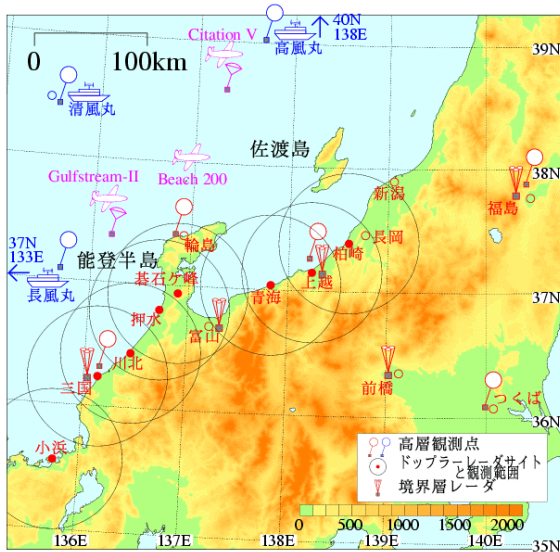 Citation V
40N
138E
高風丸
39N
0 100km
清風丸
佐渡島
38N
Gulfstream-II
Beach 200
新潟
福島
37N
133E
輪島
長岡
能登半島
柏崎
長風丸
碁石ケ峰
上越
37N
青海
押水
富山
川北
三国
前橋
つくば
36N
小浜
高層観測点
ドップラーレーダサイト
と観測範囲
境界層レーダ
0 500 1000 1500 2000
136E 137E 138E 139E 140E 35N